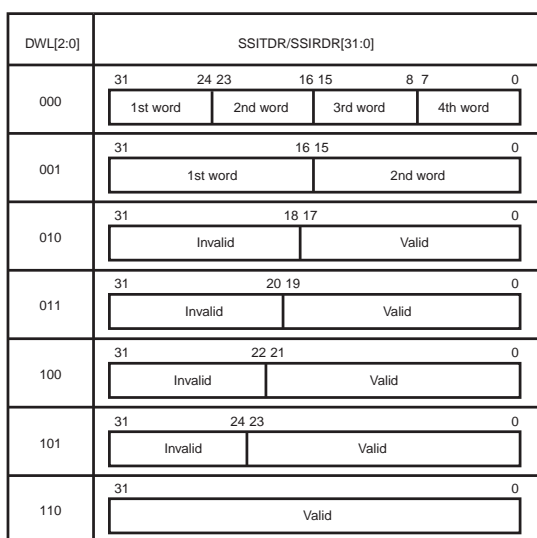 DWL[2:0] SSITDR/SSIRDR[31:0]
31 24 23 16 15 8 7 0
000 1st word 2nd word 3rd word 4th word
31 16 15 0
001 1st word 2nd word
31 18 17 0
010 Invalid Valid
31 20 19 0
011 Invalid Valid
31 22 21 0
100 Invalid Valid
31 24 23 0
101 Invalid Valid
31 0
110 Valid